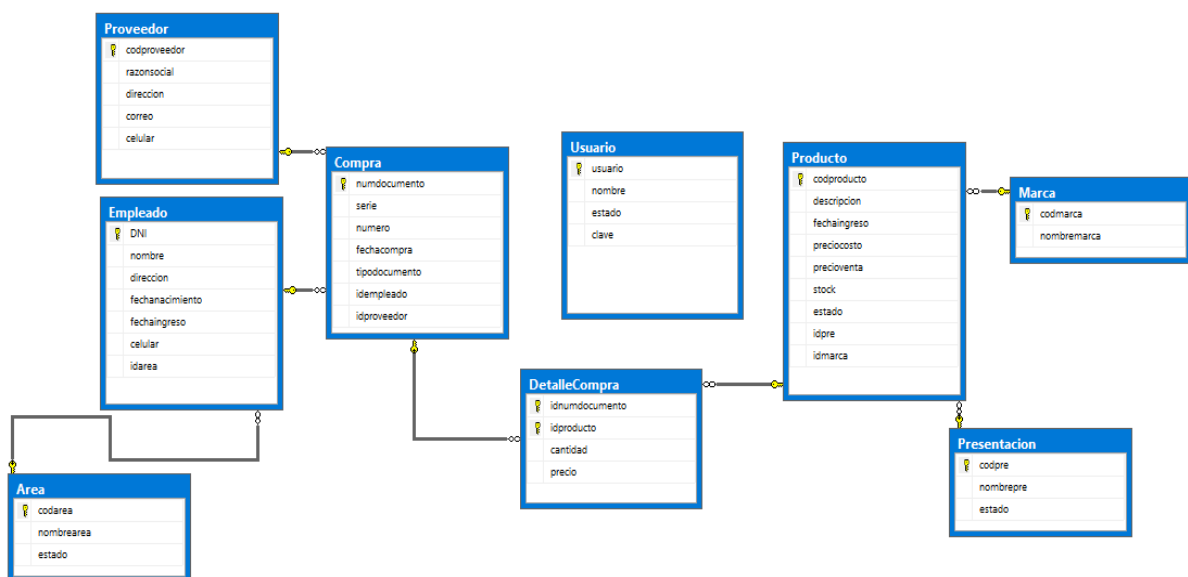 Proveedor
codproveedor
razonsocial
direccion
correo
celular
Empleado
DNI
nombre
direccion
fechanacimiento
fechaingreso
celular
idarea
Area
codarea
nombrearea
estado
Compra
numdocumento
serie
numero
fechacompra
tipodocumento
idempleado
idproveedor
Usuario
usuario
nombre
estado
clave
DetalleCompra
idnumdocumento
idproducto
cantidad
precio
Producto
codproducto
descripcion
fechaingreso
preciocosto
precioventa
stock
estado
idpre
idmarca
Marca
codmarca
nombremarca
Presentacion
codpre
nombrepre
estado